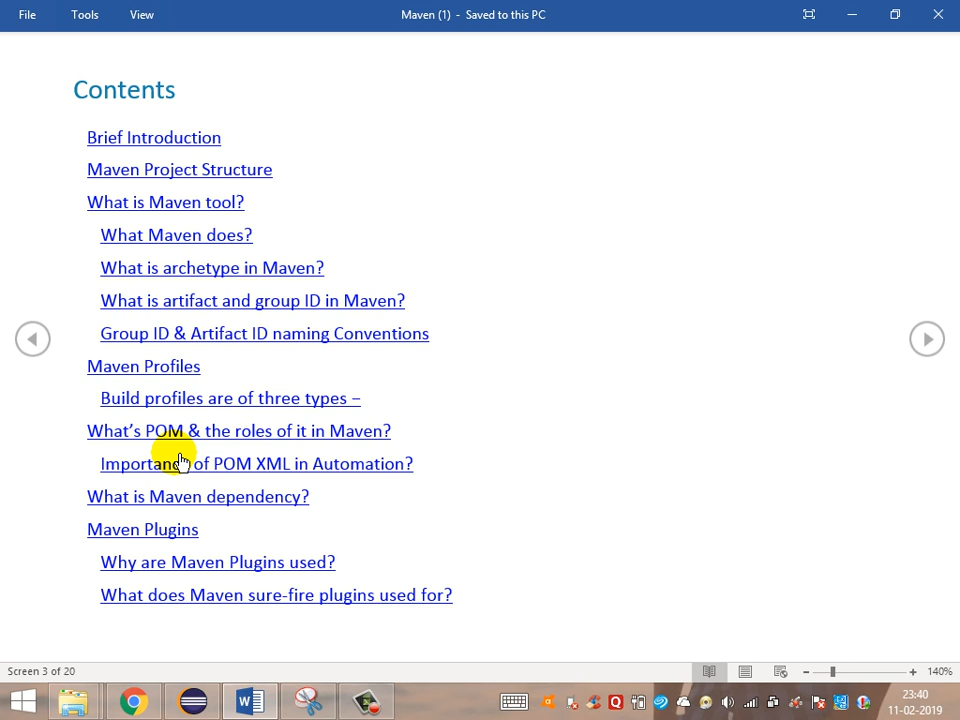 File Tools View Maven (1) - Saved to this PC
Contents
Brief Introduction
Maven Project Structure
What is Maven tool?
What Maven does?
What is archetype in Maven?
What is artifact and group ID in Maven?
Group ID & Artifact ID naming Conventions
Maven Profiles
Build profiles are of three types –
What's POM & the roles of it in Maven?
Importance of POM XML in Automation?
What is Maven dependency?
Maven Plugins
Why are Maven Plugins used?
What does Maven sure-fire plugins used for?
Screen 3 of 20 140%
23:40
11-02-2019